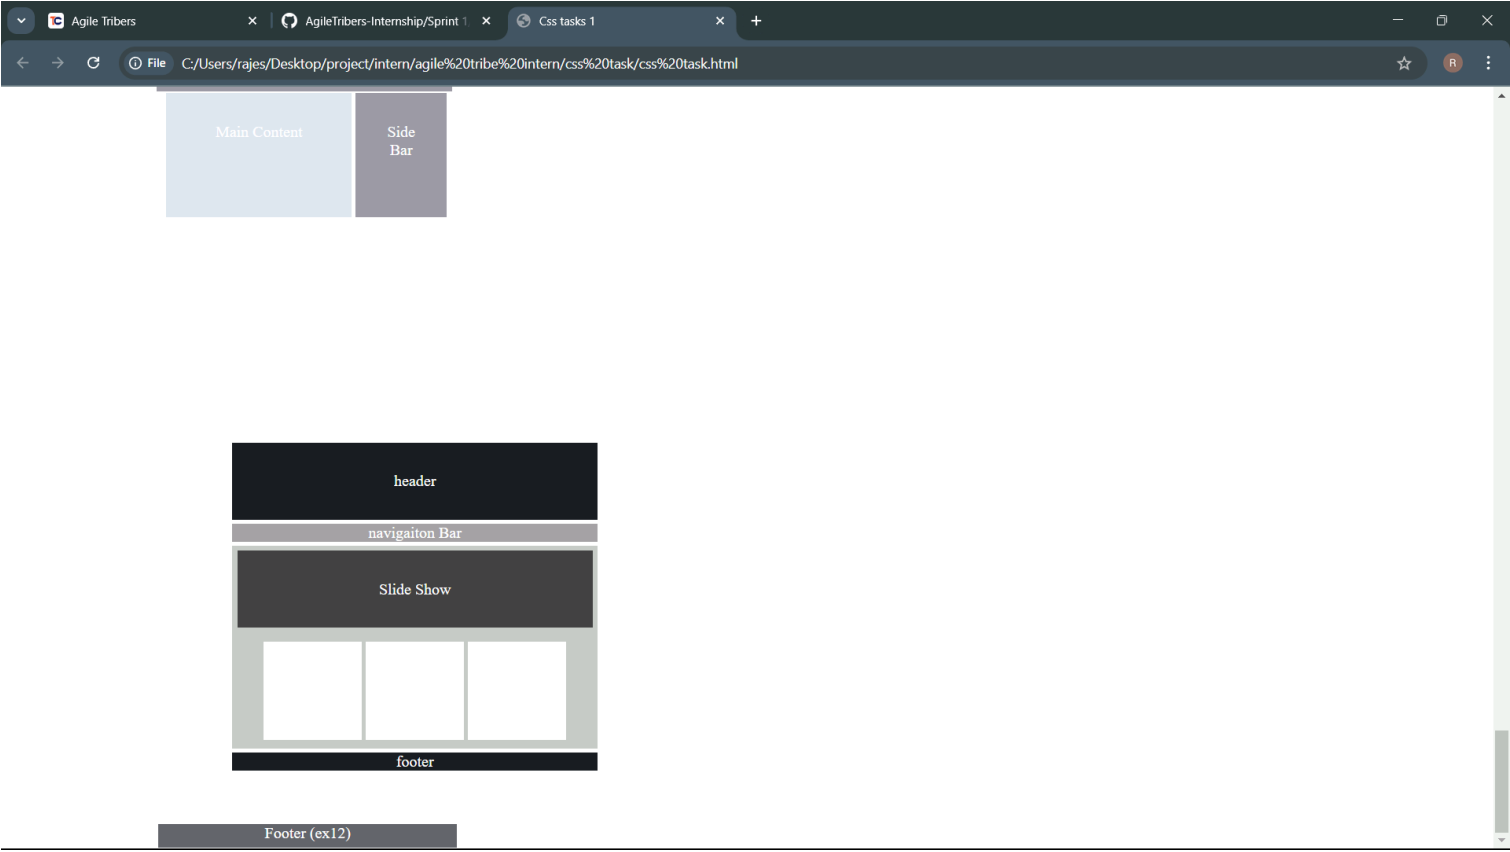 Agile Tribers
AgileTribers-Internship/Sprint 1
Css tasks 1
File
C:/Users/rajes/Desktop/project/intern/agile%20tribe%20intern/css%20task/css%20task.html
R
Main Content
Side
Bar
header
navigaiton Bar
Slide Show
footer
Footer (ex12)